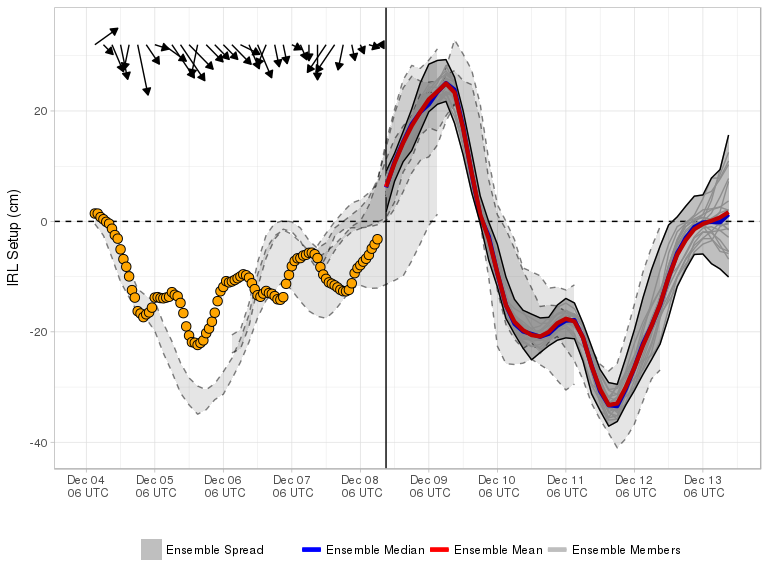 IRL Setup (cm)
20
0
-20
-40
Dec 04 Dec 05 Dec 06 Dec 07 Dec 08 Dec 09 Dec 10 Dec 11 Dec 12 Dec 13
06 UTC 06 UTC 06 UTC 06 UTC 06 UTC 06 UTC 06 UTC 06 UTC 06 UTC 06 UTC
Ensemble Spread Ensemble Median Ensemble Mean Ensemble Members